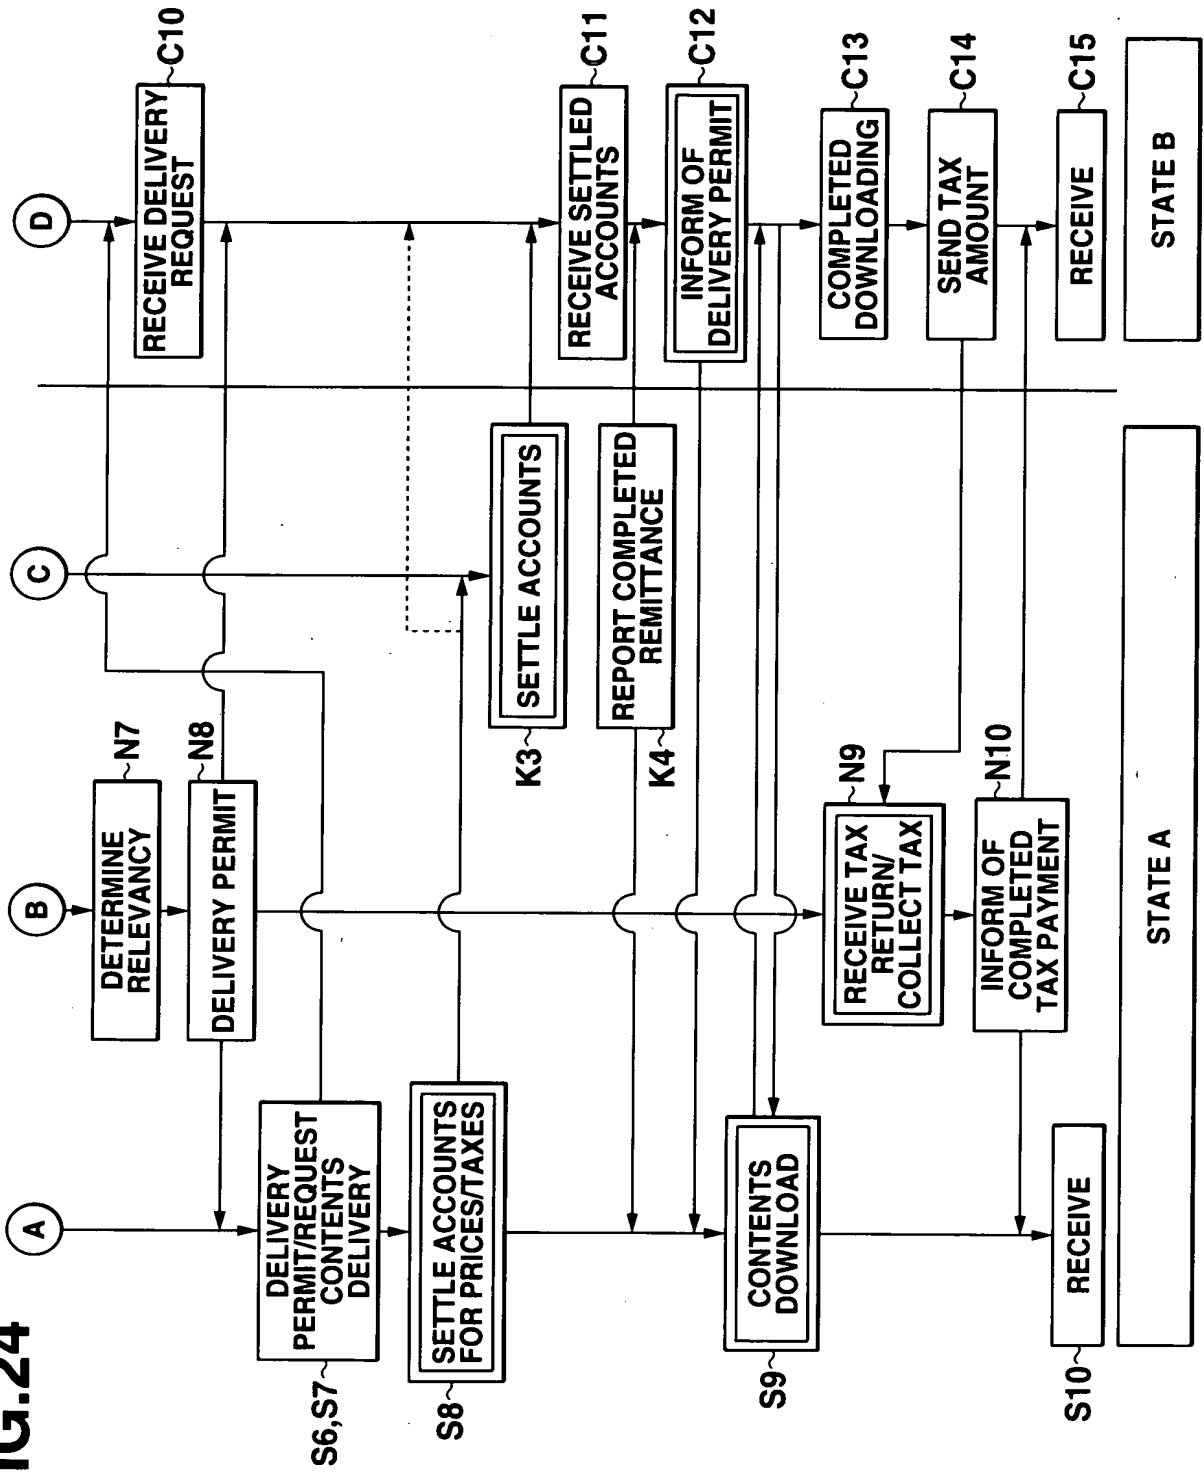 IG.24
A
B
C
D
DETERMINE
RELEVANCY
N7
DELIVERY PERMIT
N8
RECEIVE DELIVERY
REQUEST
C10
DELIVERY
PERMIT/REQUEST
CONTENTS
DELIVERY
S6,S7
SETTLE ACCOUNTS
FOR PRICES/TAXES
S8
SETTLE ACCOUNTS
K3
RECEIVE SETTLED
ACCOUNTS
C11
REPORT COMPLETED
REMITTANCE
K4
INFORM OF
DELIVERY PERMIT
C12
CONTENTS
DOWNLOAD
S9
COMPLETED
DOWNLOADING
C13
RECEIVE TAX
RETURN/
COLLECT TAX
N9
SEND TAX
AMOUNT
C14
INFORM OF
COMPLETED
TAX PAYMENT
N10
RECEIVE
S10
RECEIVE
C15
STATE A
STATE B